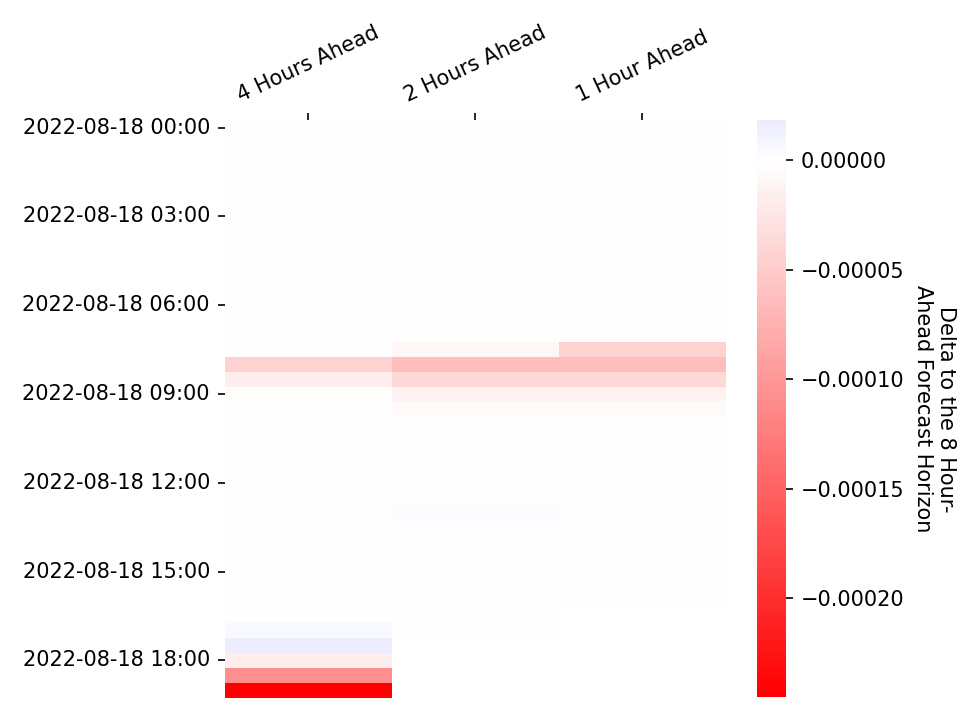 4 Hours Ahead
2 Hours Ahead
1 Hour Ahead
2022-08-18 00:00
2022-08-18 03:00
2022-08-18 06:00
2022-08-18 09:00
2022-08-18 12:00
2022-08-18 15:00
2022-08-18 18:00
0.00000
−0.00005
−0.00010
−0.00015
−0.00020
Delta to the 8 Hour-
Ahead Forecast Horizon